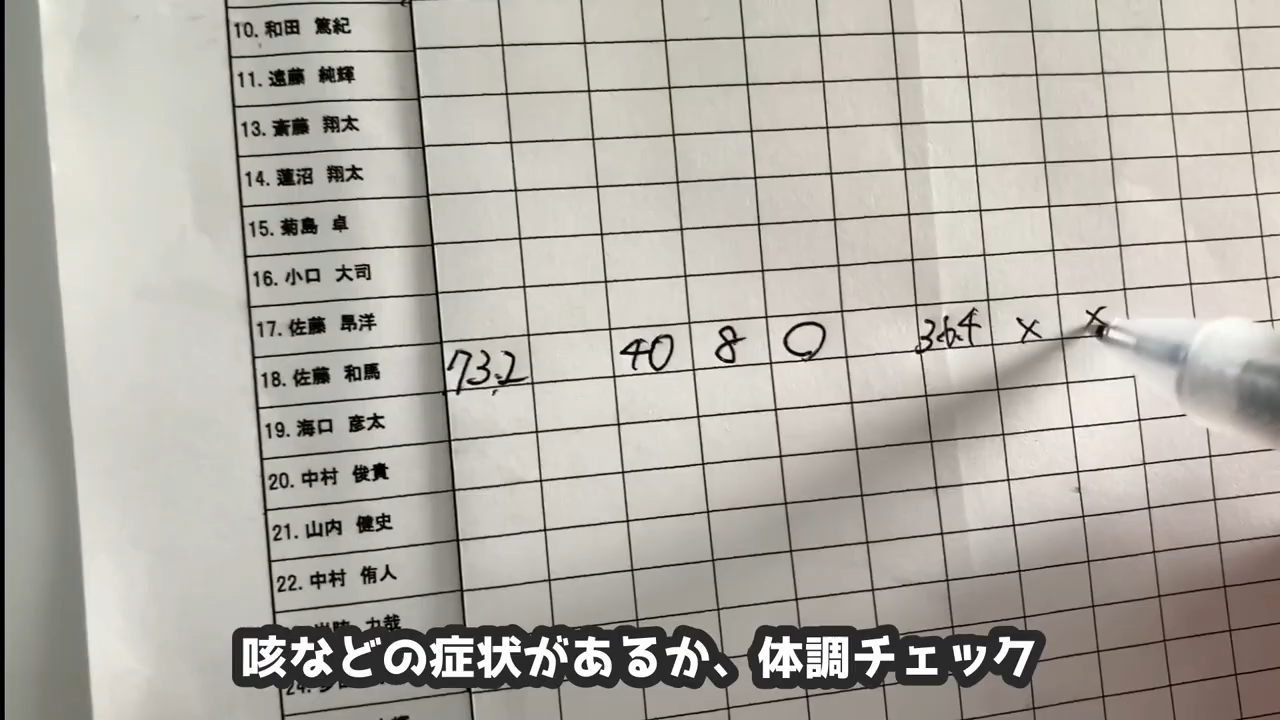 10. 和田 篤紀
11. 遠藤 純輝
13. 斎藤 翔太
14. 蓮沼 翔太
15. 菊島 卓
16. 小口 大司
17. 佐藤 昂洋
18. 佐藤 和馬 73.2 40 8 〇 36.4 × ×
19. 海口 彦太
20. 中村 俊貴
21. 山内 健史
22. 中村 侑人
咳などの症状があるか、体調チェック
24.